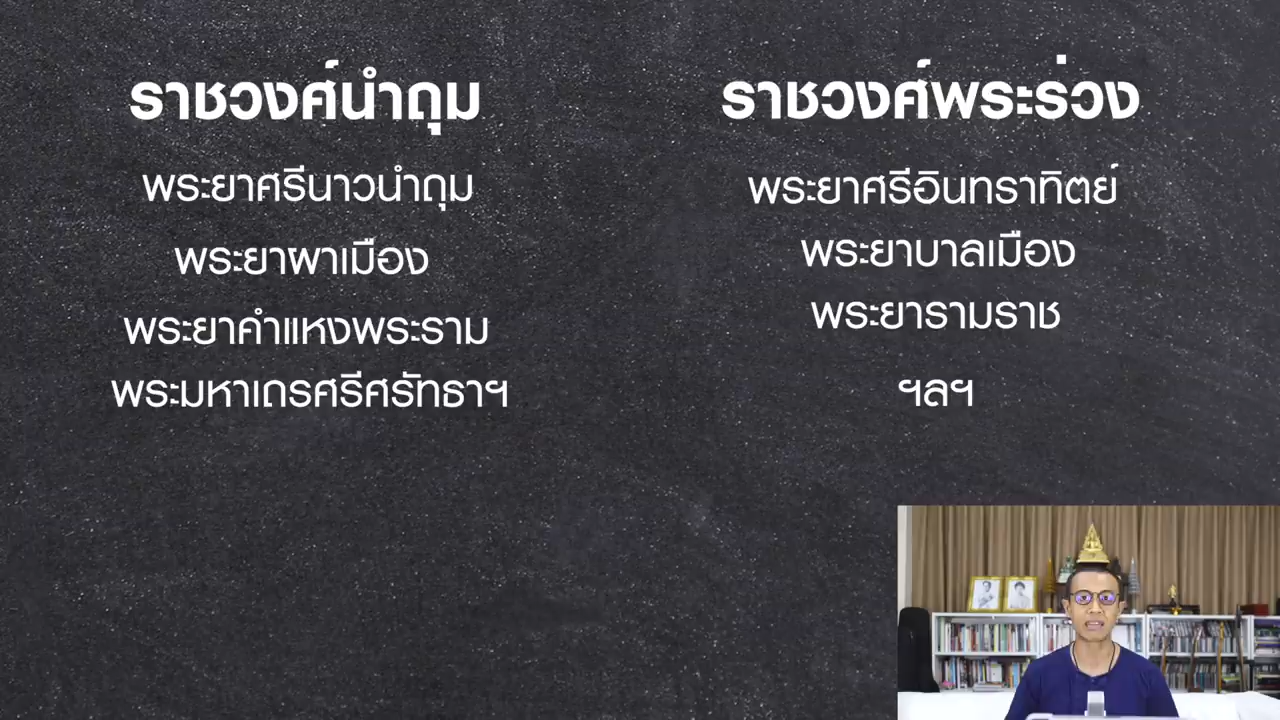 ราชวงศ์นำถุม
พระยาศรีนาวนำถุม
พระยาผาเมือง
พระยาคำแหงพระราม
พระมหาเถรศรีศรัทธาฯ
ราชวงศ์พระร่วง
พระยาศรีอินทราทิตย์
พระยาบาลเมือง
พระยารามราช
ฯลฯ